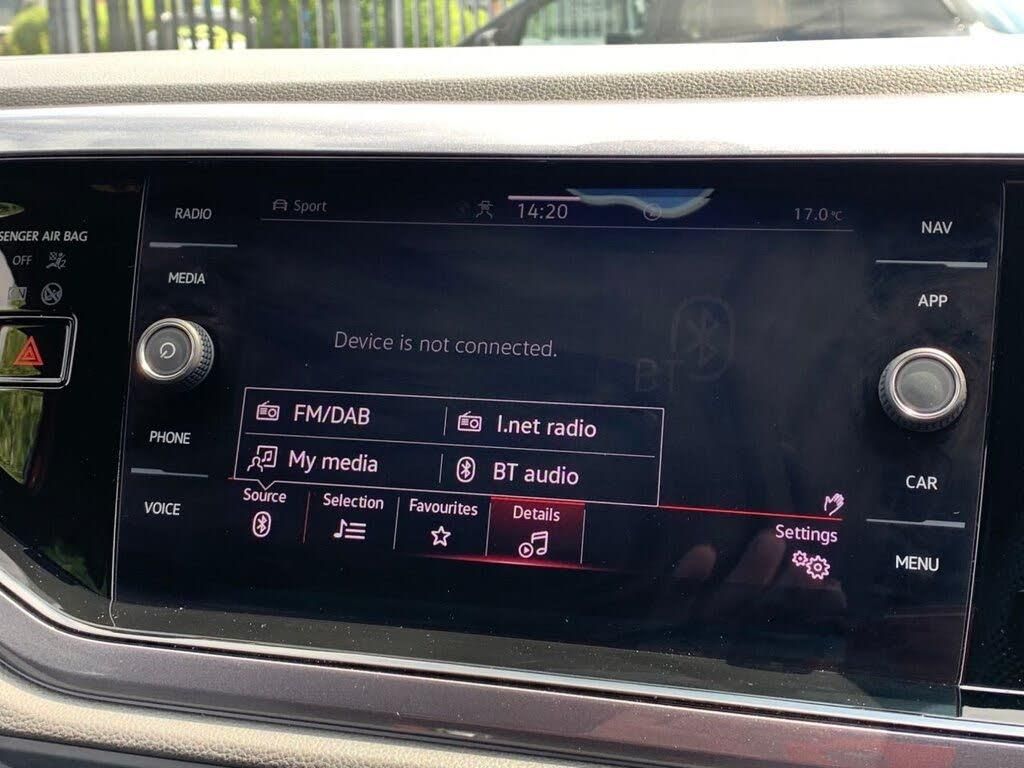 SENGER AIR BAG
OFF
RADIO
MEDIA
PHONE
VOICE
Sport
14:20
17.0°C
Device is not connected.
BT
FM/DAB
I.net radio
My media
BT audio
Source
Selection
Favourites
Details
Settings
NAV
APP
CAR
MENU